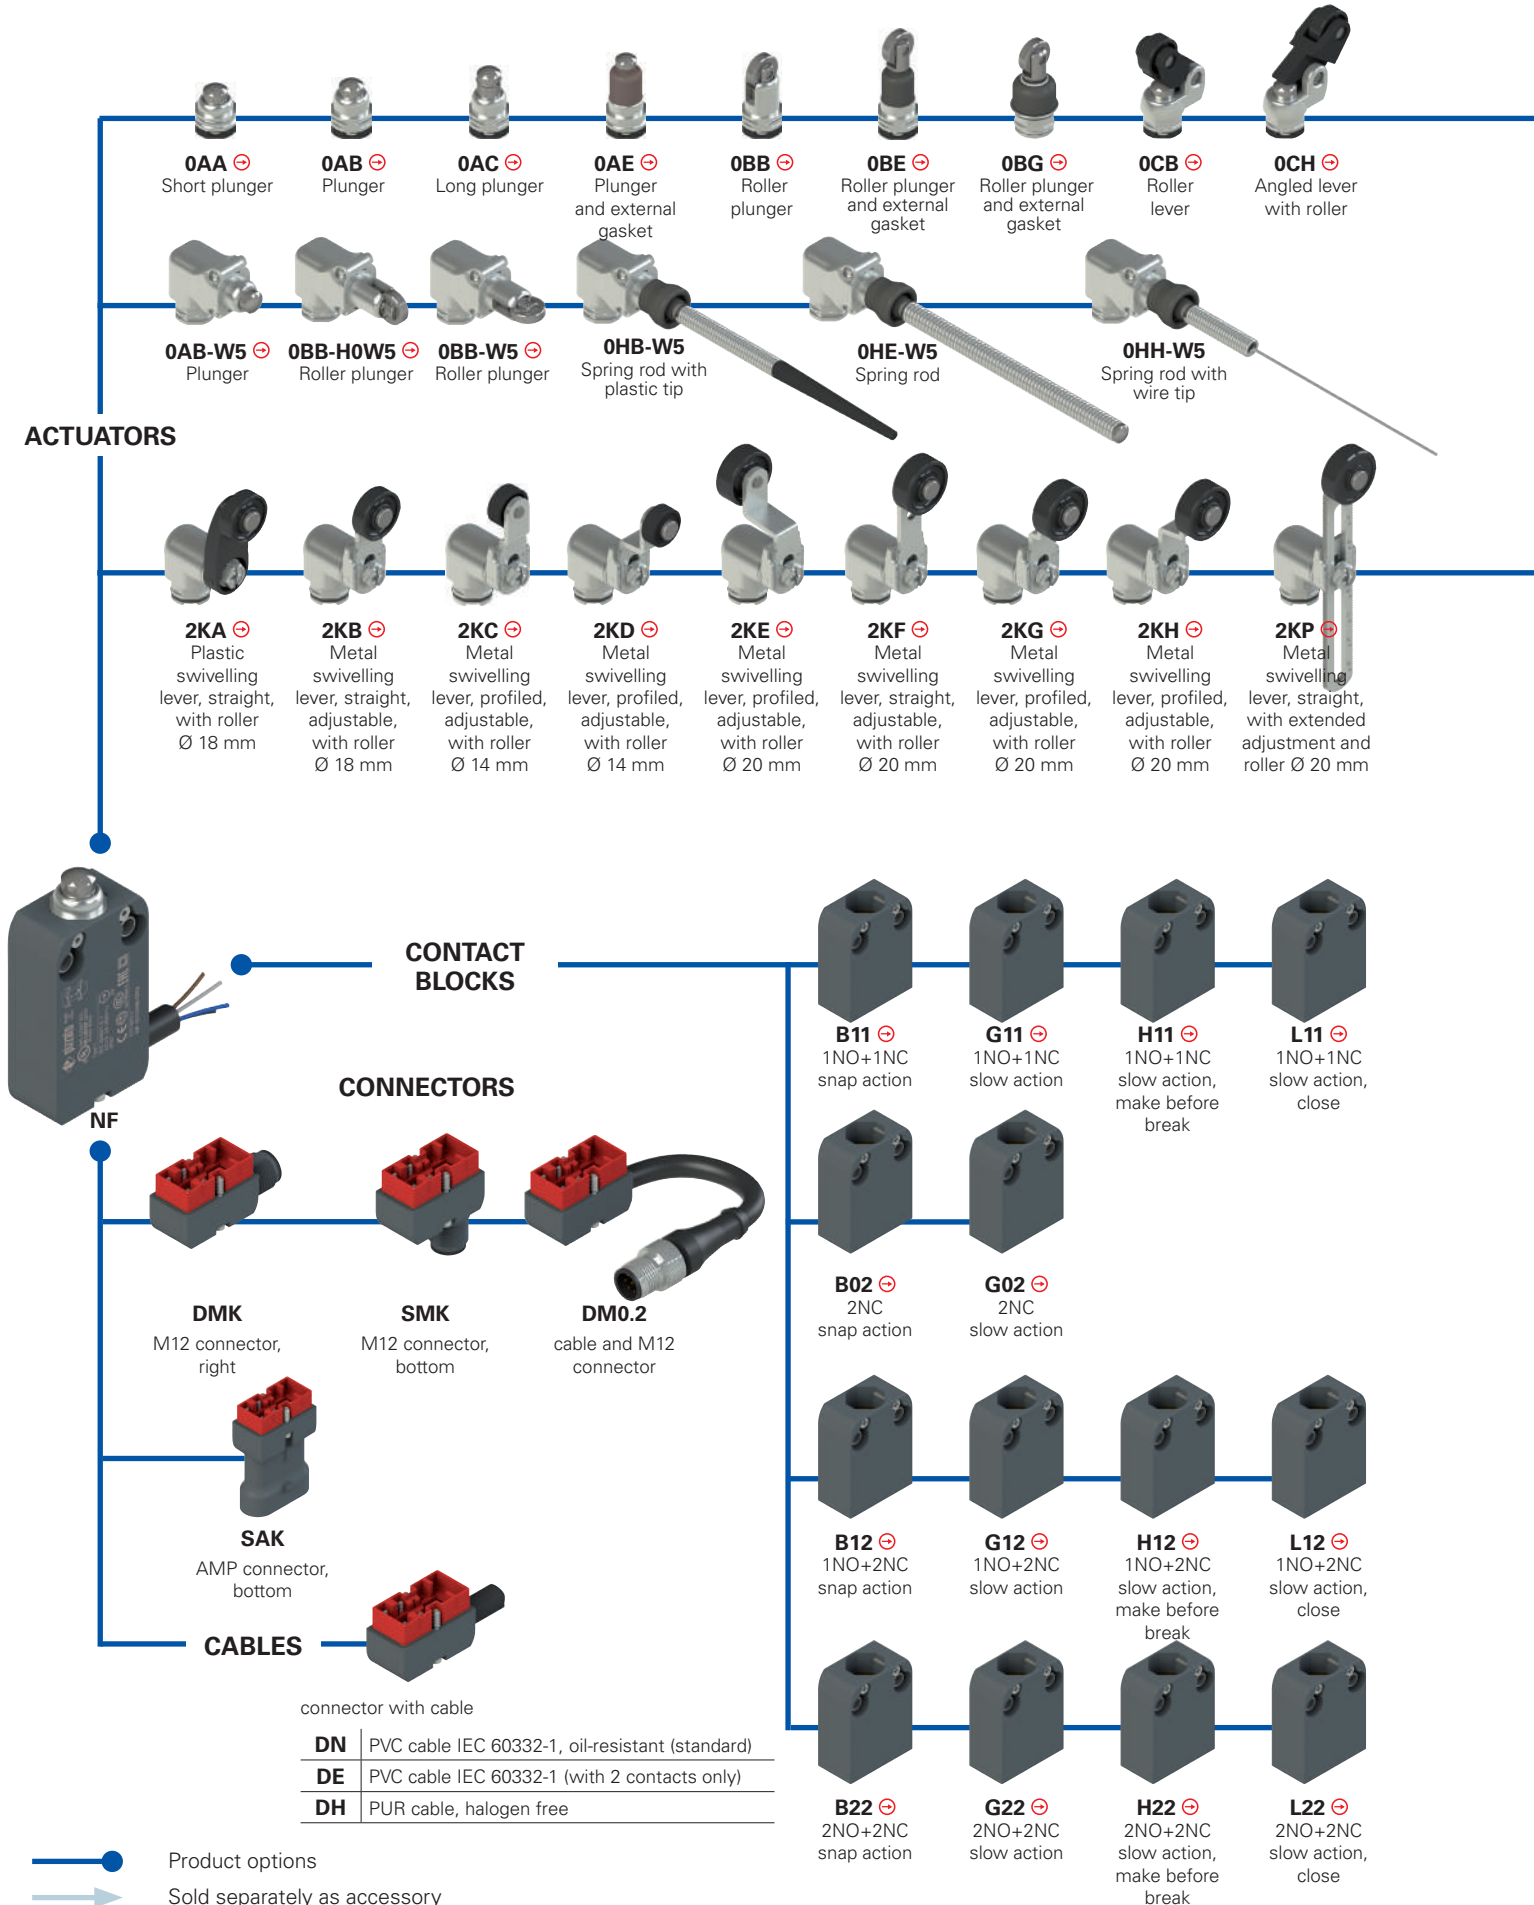 0AA
Short plunger
0AB
Plunger
0AC
Long plunger
0AE
Plunger
and external
gasket
0BB
Roller
plunger
0BE
Roller plunger
and external
gasket
0BG
Roller plunger
and external
gasket
0CB
Roller
lever
0CH
Angled lever
with roller
0AB-W5
Plunger
0BB-H0W5
Roller plunger
0BB-W5
Roller plunger
0HB-W5
Spring rod with
plastic tip
0HE-W5
Spring rod
0HH-W5
Spring rod with
wire tip
ACTUATORS
2KA
Plastic
swivelling
lever, straight,
with roller
Ø 18 mm
2KB
Metal
swivelling
lever, straight,
adjustable,
with roller
Ø 18 mm
2KC
Metal
swivelling
lever, profiled,
adjustable,
with roller
Ø 14 mm
2KD
Metal
swivelling
lever, profiled,
adjustable,
with roller
Ø 14 mm
2KE
Metal
swivelling
lever, profiled,
adjustable,
with roller
Ø 20 mm
2KF
Metal
swivelling
lever, straight,
adjustable,
with roller
Ø 20 mm
2KG
Metal
swivelling
lever, profiled,
adjustable,
with roller
Ø 20 mm
2KH
Metal
swivelling
lever, profiled,
adjustable,
with roller
Ø 20 mm
2KP
Metal
swivelling
lever, straight,
with extended
adjustment and
roller Ø 20 mm
NF
CONTACT
BLOCKS
B11
1NO+1NC
snap action
G11
1NO+1NC
slow action
H11
1NO+1NC
slow action,
make before
break
L11
1NO+1NC
slow action,
close
B02
2NC
snap action
G02
2NC
slow action
B12
1NO+2NC
snap action
G12
1NO+2NC
slow action
H12
1NO+2NC
slow action,
make before
break
L12
1NO+2NC
slow action,
close
B22
2NO+2NC
snap action
G22
2NO+2NC
slow action
H22
2NO+2NC
slow action,
make before
break
L22
2NO+2NC
slow action,
close
CONNECTORS
DMK
M12 connector,
right
SMK
M12 connector,
bottom
DM0.2
cable and M12
connector
SAK
AMP connector,
bottom
CABLES
connector with cable
DN PVC cable IEC 60332-1, oil-resistant (standard)
DE PVC cable IEC 60332-1 (with 2 contacts only)
DH PUR cable, halogen free
Product options
Sold separately as accessory